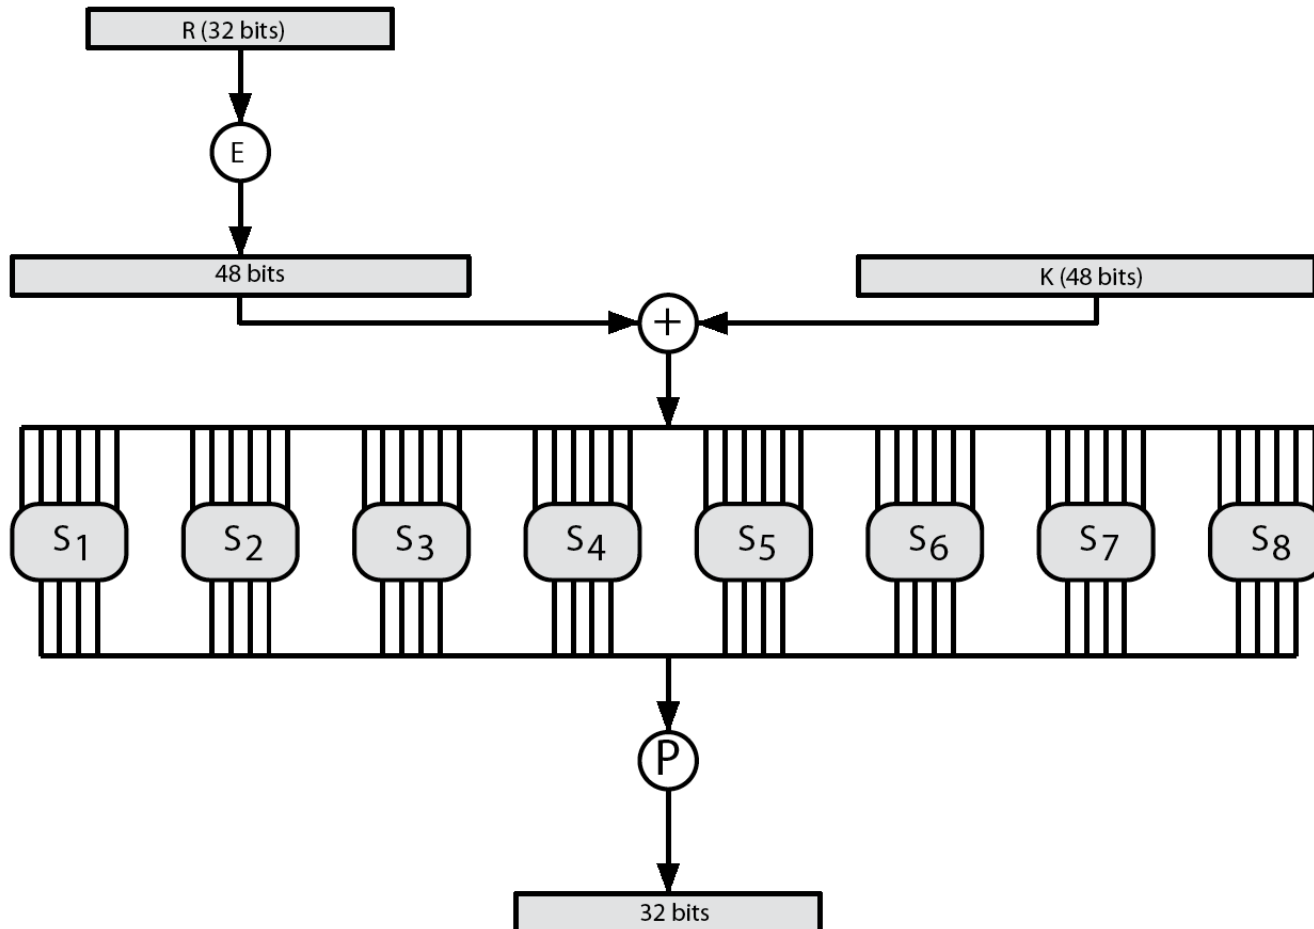 R (32 bits)
E
48 bits
K (48 bits)
+
S1 S2 S3 S4 S5 S6 S7 S8
P
32 bits